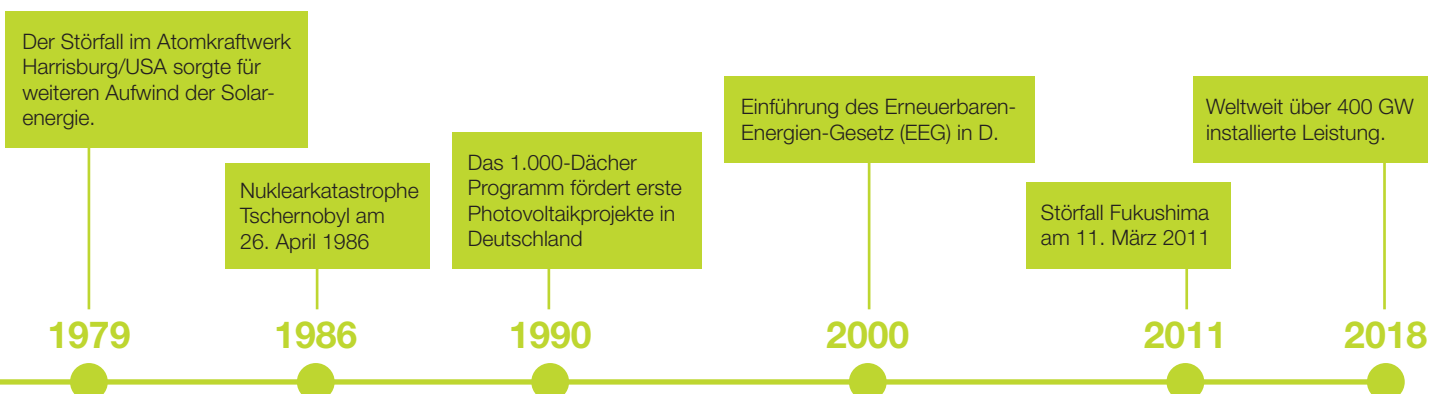 Der Störfall im Atomkraftwerk
Harrisburg/USA sorgte für
weiteren Aufwind der Solar-
energie.
1979
Nuklearkatastrophe
Tschernobyl am
26. April 1986
1986
Das 1.000-Dächer
Programm fördert erste
Photovoltaikprojekte in
Deutschland
1990
Einführung des Erneuerbaren-
Energien-Gesetz (EEG) in D.
2000
Störfall Fukushima
am 11. März 2011
2011
Weltweit über 400 GW
installierte Leistung.
2018